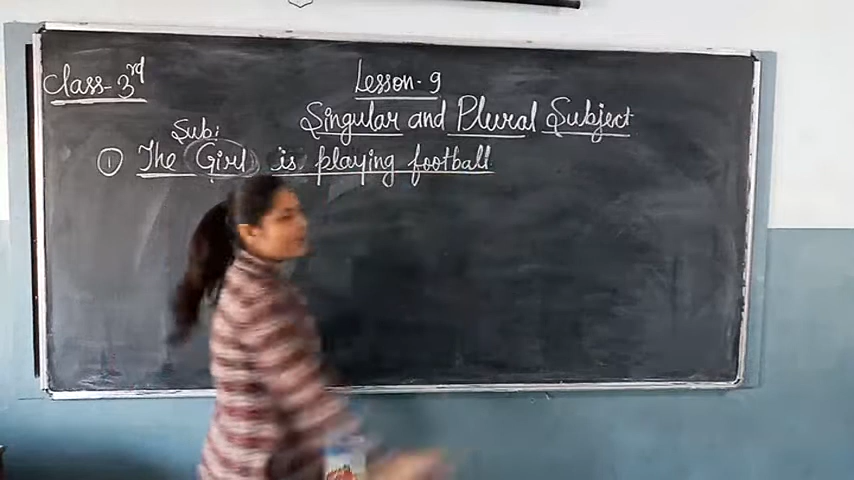 Class-3rd
Lesson-9
Singular and Plural Subject
Sub:
① The Girl is playing football